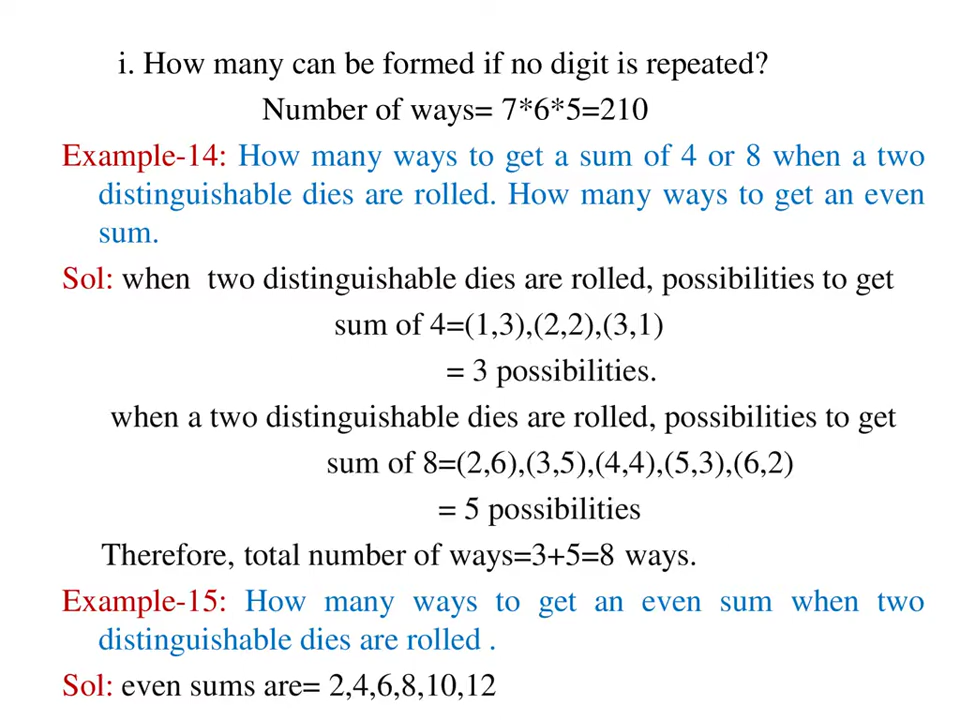 i. How many can be formed if no digit is repeated?
Number of ways= 7*6*5=210
Example-14: How many ways to get a sum of 4 or 8 when a two
distinguishable dies are rolled. How many ways to get an even
sum.
Sol: when two distinguishable dies are rolled, possibilities to get
sum of 4=(1,3),(2,2),(3,1)
= 3 possibilities.
when a two distinguishable dies are rolled, possibilities to get
sum of 8=(2,6),(3,5),(4,4),(5,3),(6,2)
= 5 possibilities
Therefore, total number of ways=3+5=8 ways.
Example-15: How many ways to get an even sum when two
distinguishable dies are rolled .
Sol: even sums are= 2,4,6,8,10,12